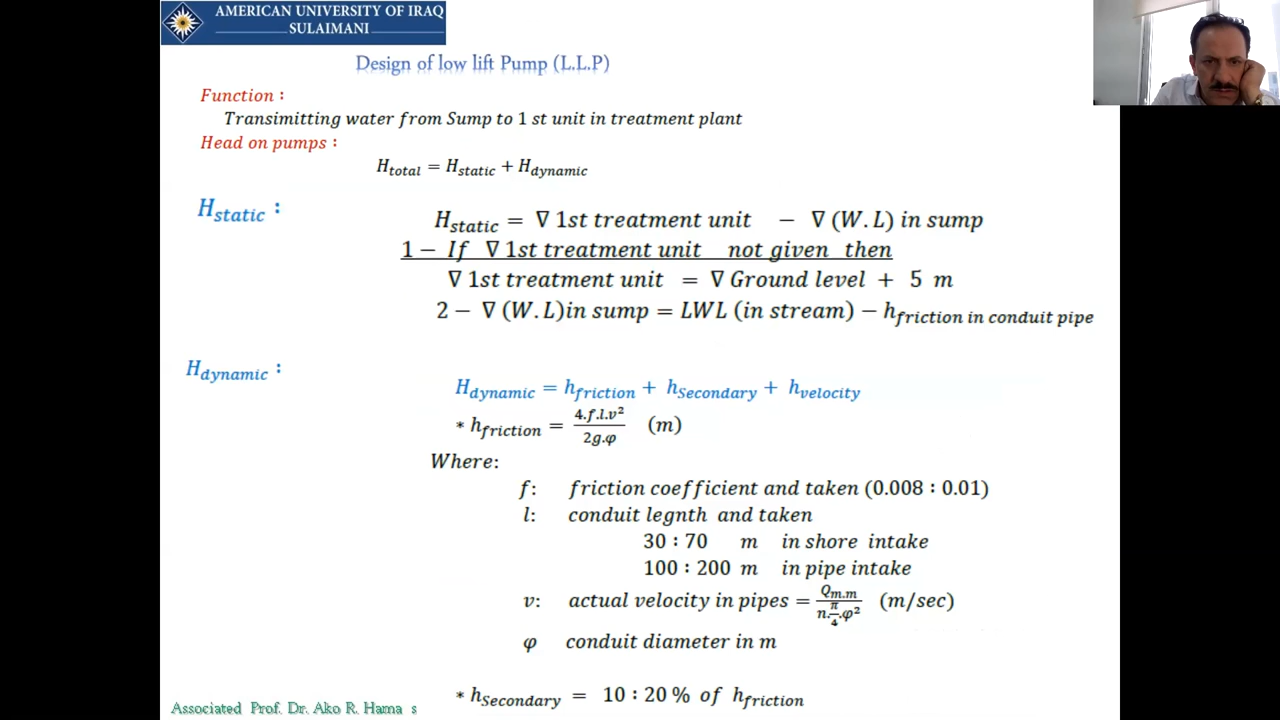 AMERICAN UNIVERSITY OF IRAQ
SULAIMANI
Design of low lift Pump (L.L.P)
Function :
Transimitting water from Sump to 1 st unit in treatment plant
Head on pumps :
H_total = H_static + H_dynamic
H_static :
H_static = ∇ 1st treatment unit − ∇ (W.L) in sump
1 − If ∇ 1st treatment unit not given then
∇ 1st treatment unit = ∇ Ground level + 5 m
2 − ∇ (W.L)in sump = LWL (in stream) − h_friction in conduit pipe
H_dynamic :
H_dynamic = h_friction + h_Secondary + h_velocity
* h_friction = 4.f.l.v²/2g.φ (m)
Where:
f: friction coefficient and taken (0.008 : 0.01)
l: conduit legnth and taken
30 : 70 m in shore intake
100 : 200 m in pipe intake
v: actual velocity in pipes = Q_m.m/n.π/4.φ² (m/sec)
φ conduit diameter in m
* h_Secondary = 10 : 20 % of h_friction
Associated Prof. Dr. Ako R. Hama s